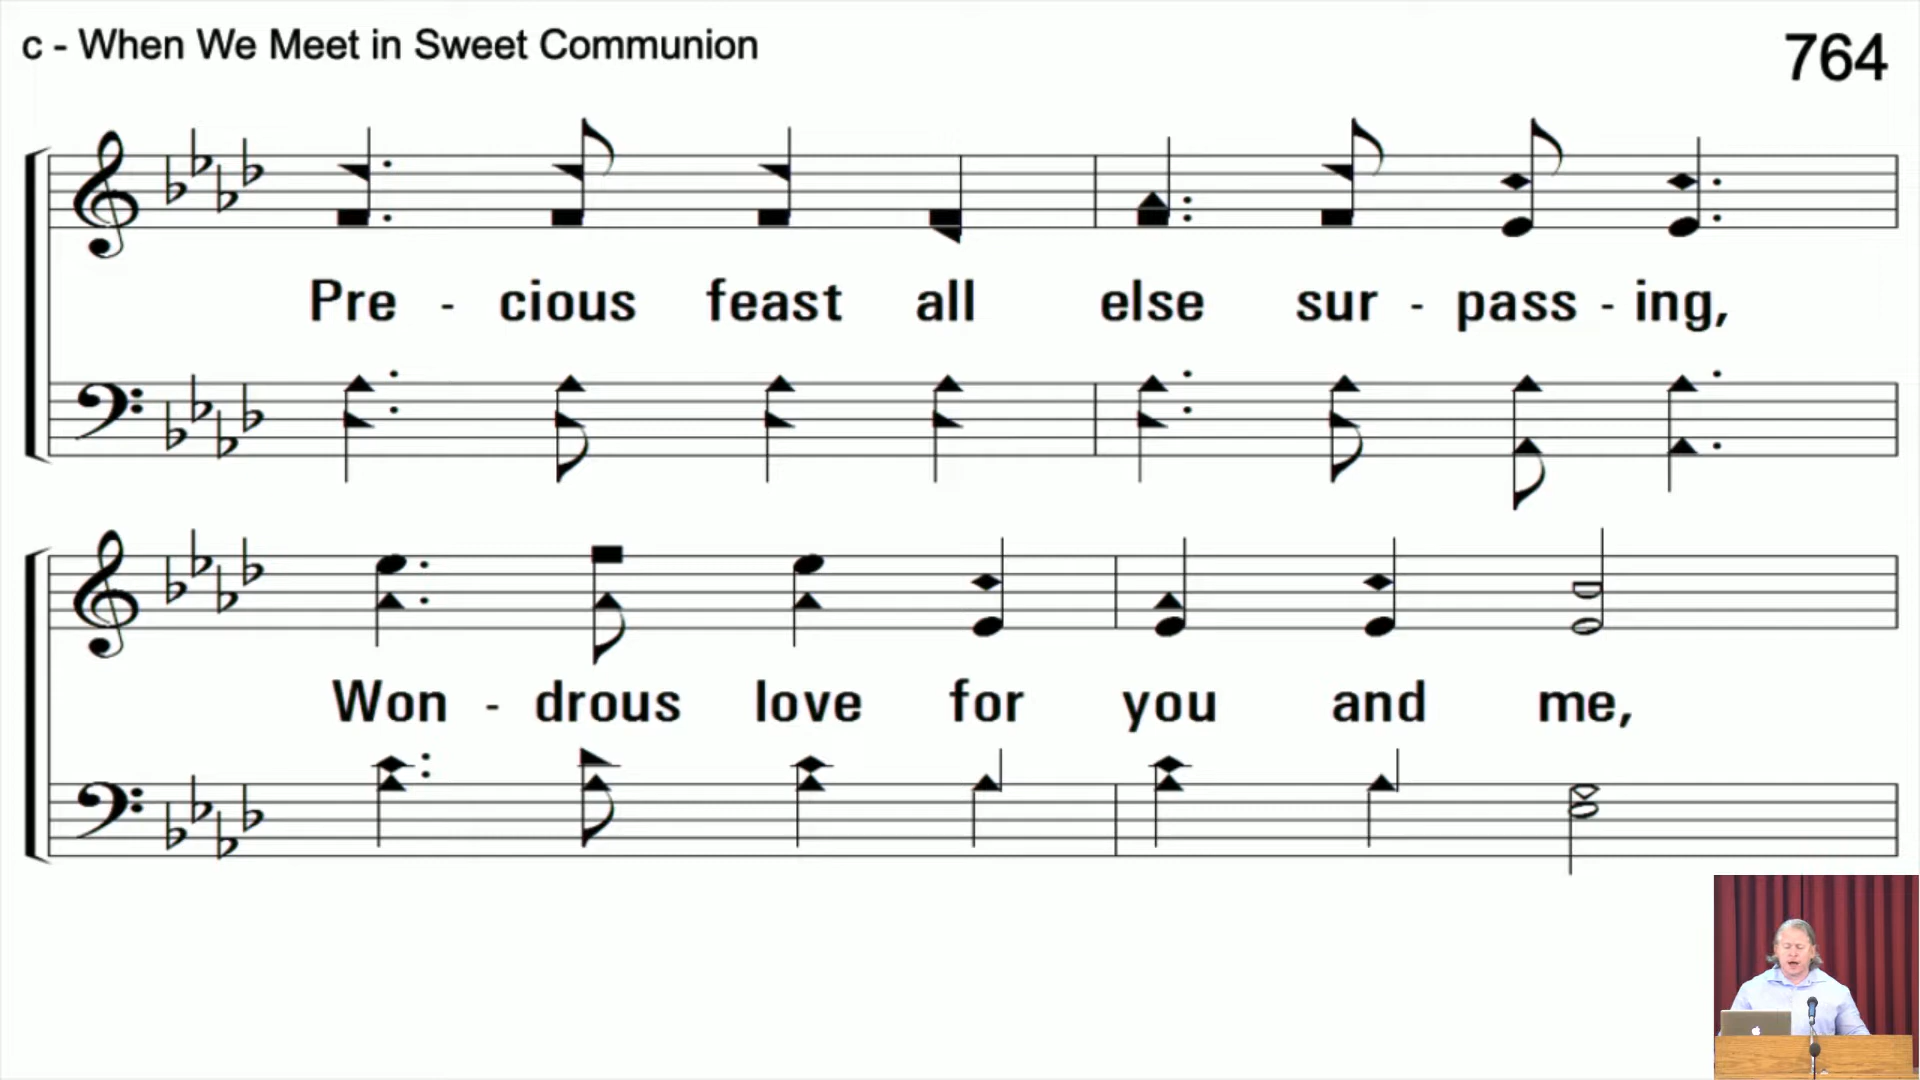 c - When We Meet in Sweet Communion
764
Pre - cious feast all else sur - pass - ing,
Won - drous love for you and me,